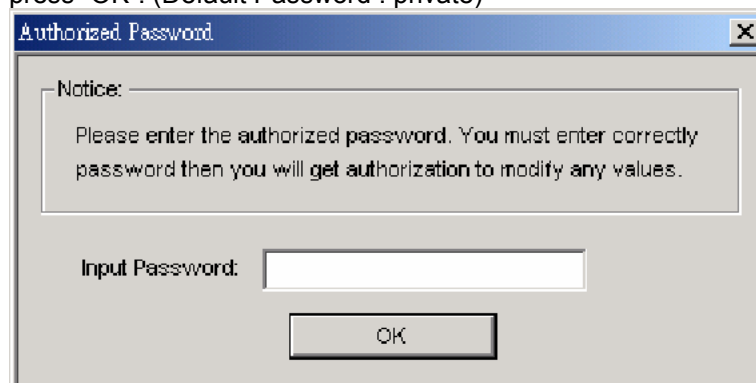 press "OK". (Default Password : private)
Authorized Password
Notice:
Please enter the authorized password. You must enter correctly
password then you will get authorization to modify any values.
Input Password:
OK